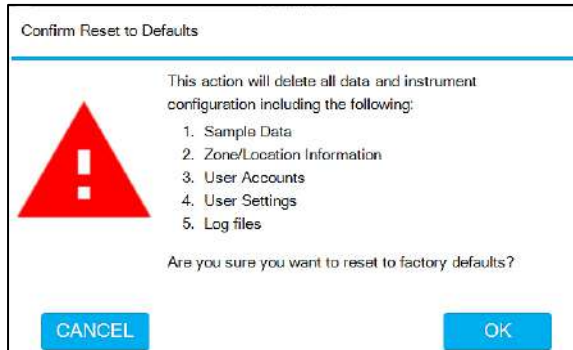 Confirm Reset to Defaults
This action will delete all data and instrument
configuration including the following:
1. Sample Data
2. Zone/Location Information
3. User Accounts
4. User Settings
5. Log files
Are you sure you want to reset to factory defaults?
CANCEL
OK